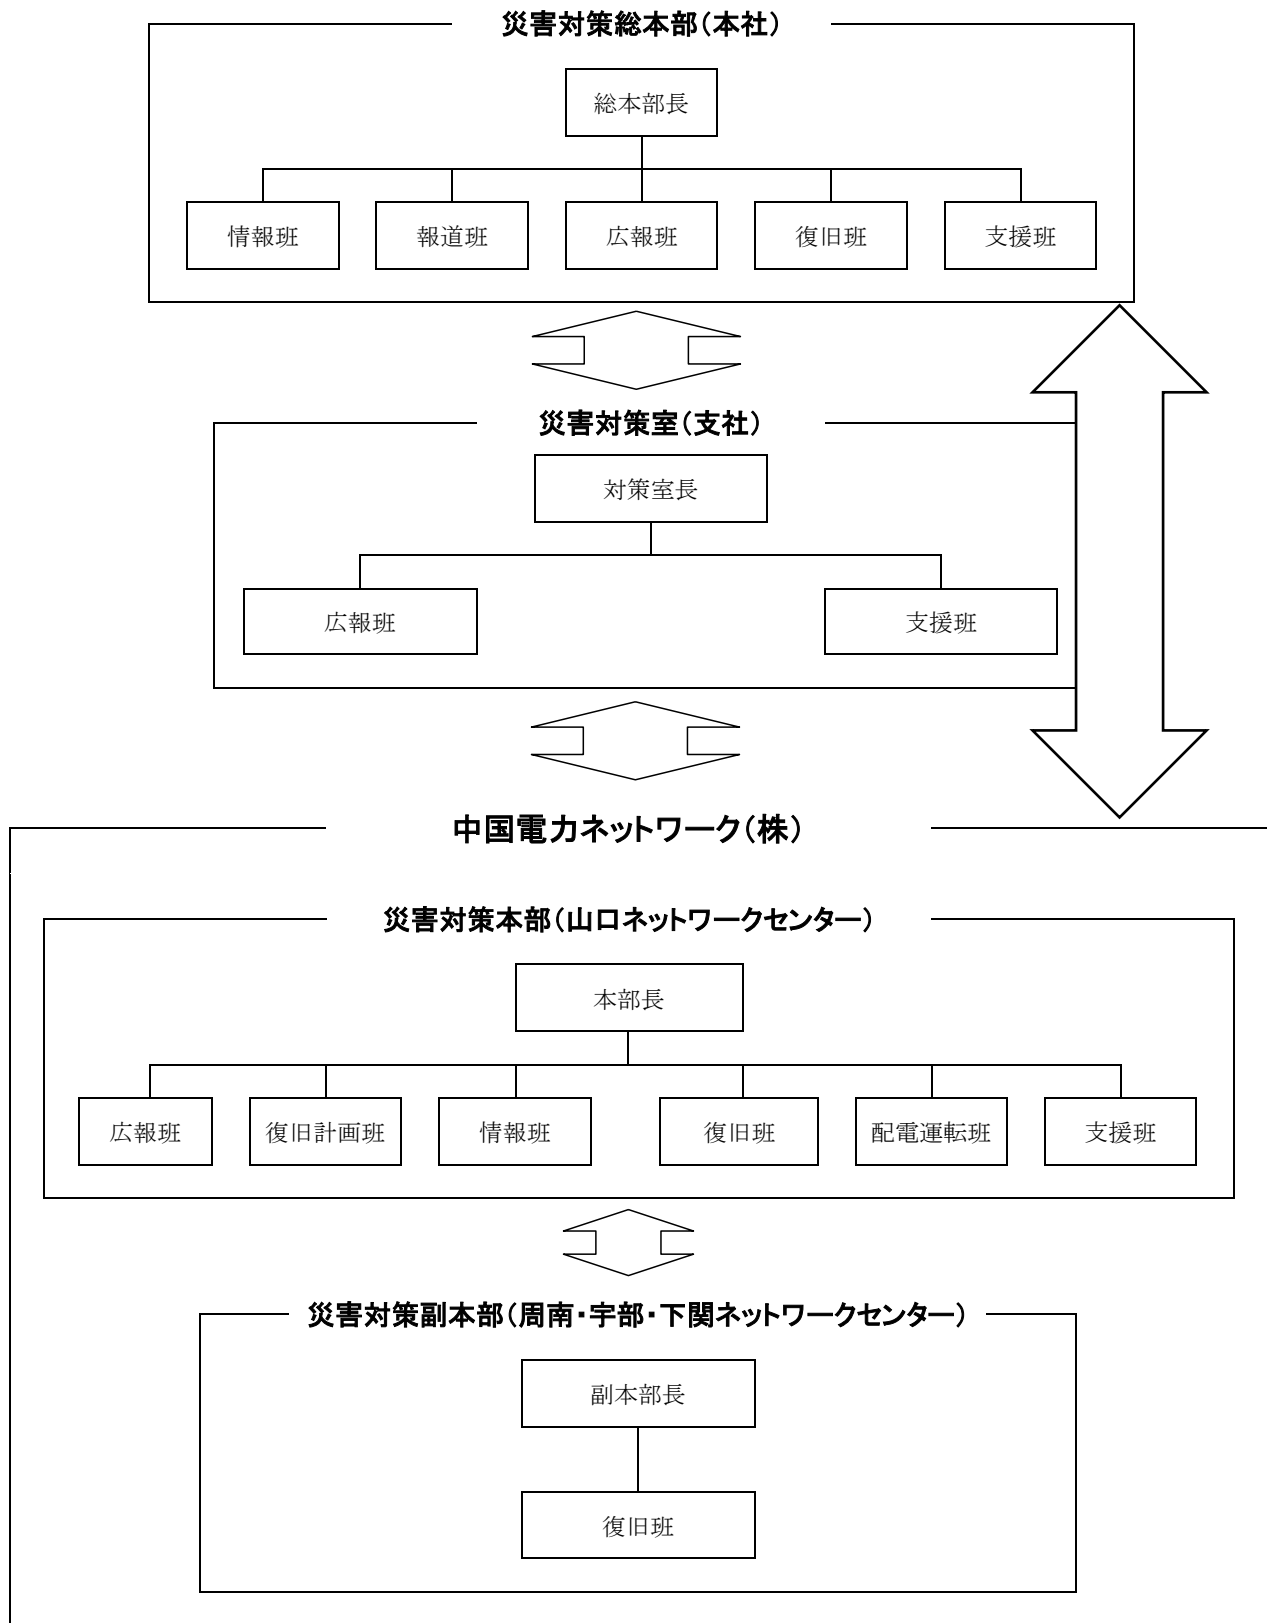 災害対策総本部（本社）
総本部長
情報班
報道班
広報班
復旧班
支援班
災害対策室（支社）
対策室長
広報班
支援班
中国電力ネットワーク（株）
災害対策本部（山口ネットワークセンター）
本部長
広報班
復旧計画班
情報班
復旧班
配電運転班
支援班
災害対策副本部（周南・宇部・下関ネットワークセンター）
副本部長
復旧班